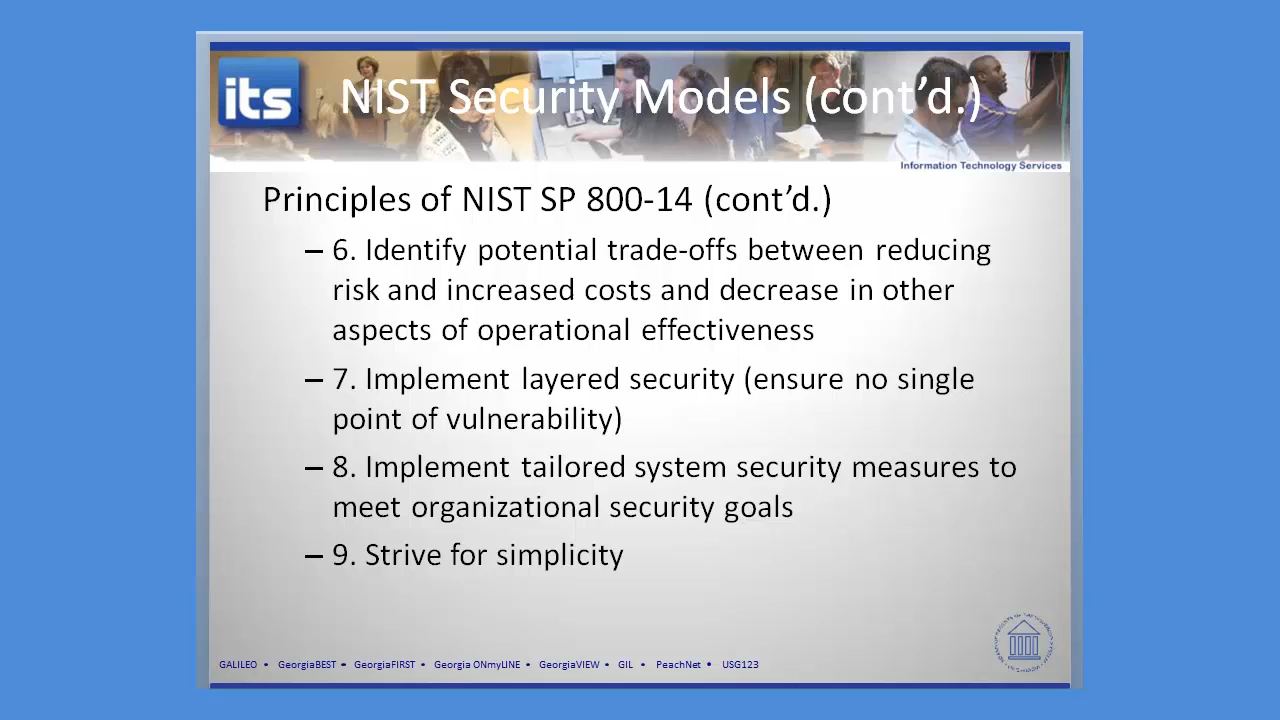 its
NIST Security Models (cont’d.)
Information Technology Services
Principles of NIST SP 800-14 (cont’d.)
– 6. Identify potential trade-offs between reducing
risk and increased costs and decrease in other
aspects of operational effectiveness
– 7. Implement layered security (ensure no single
point of vulnerability)
– 8. Implement tailored system security measures to
meet organizational security goals
– 9. Strive for simplicity
GALILEO • GeorgiaBEST • GeorgiaFIRST • Georgia ONmyLINE • GeorgiaVIEW • GIL • PeachNet • USG123